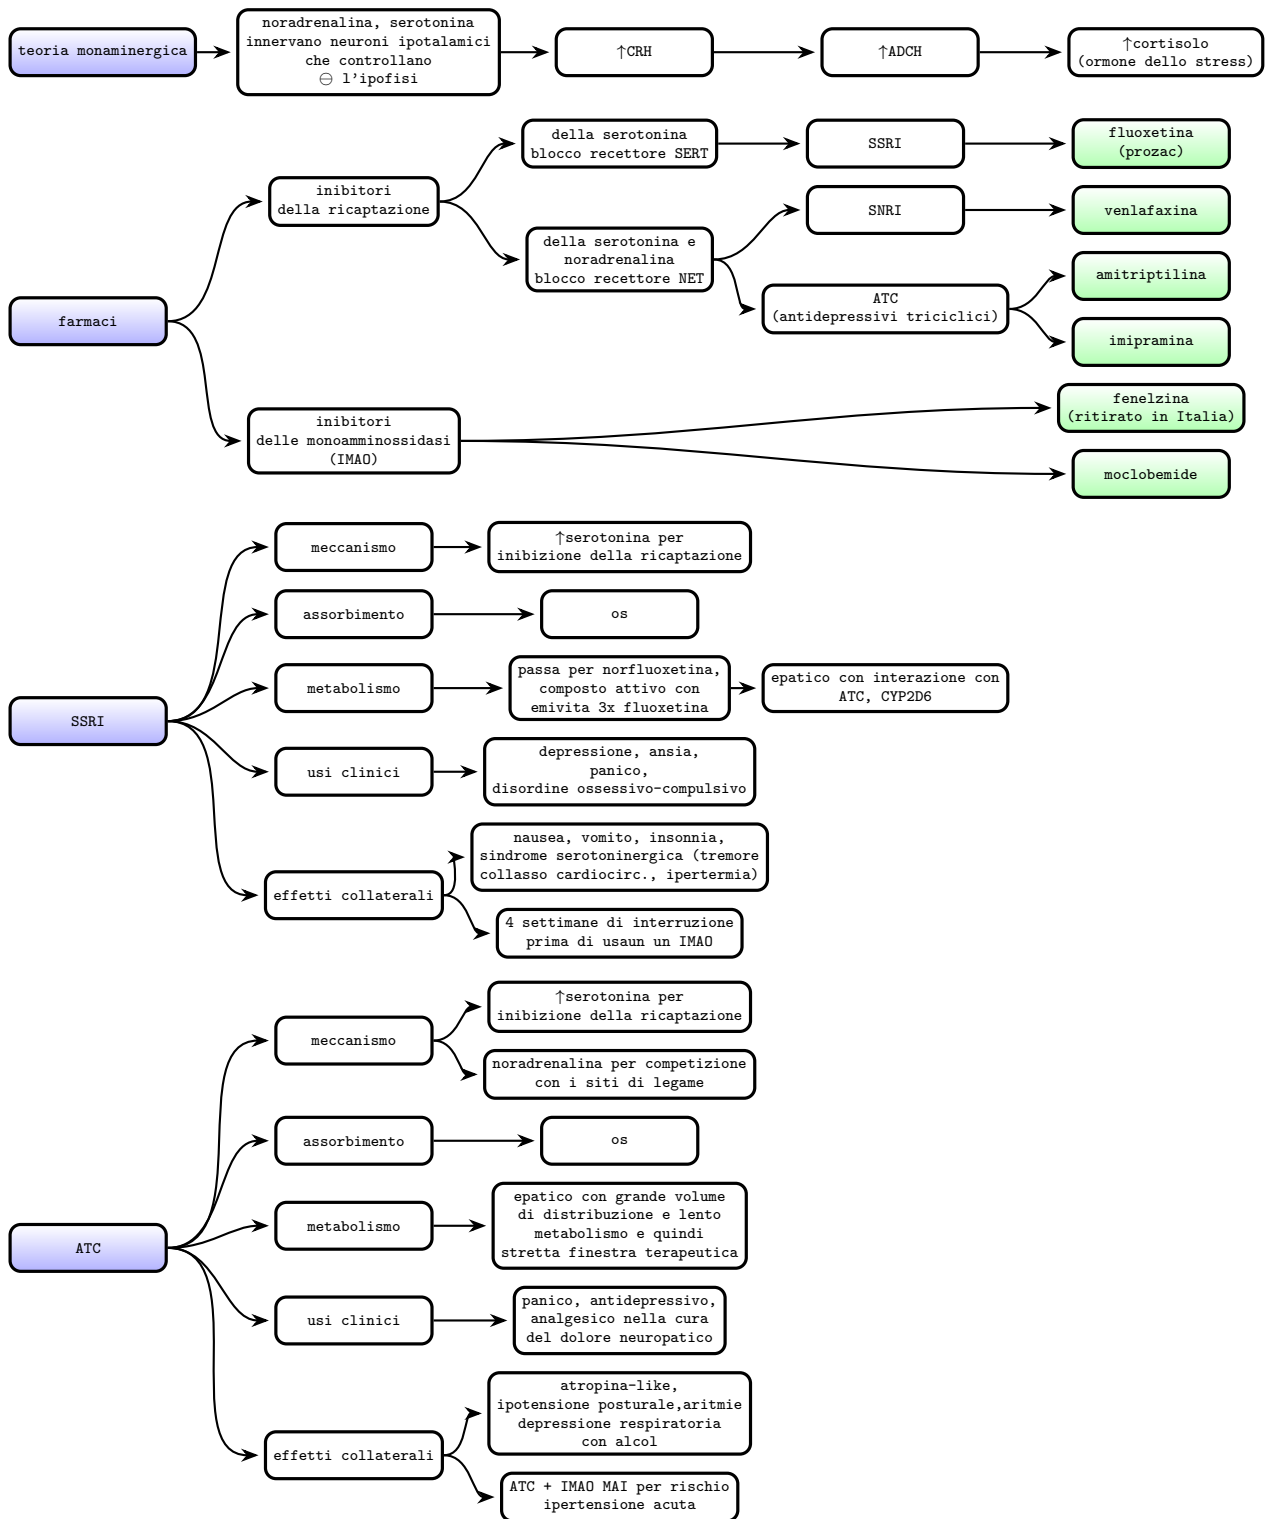 teoria monaminergica
noradrenalina, serotonina
innervano neuroni ipotalamici
che controllano
⊖ l'ipofisi
↑CRH
↑ADCH
↑cortisolo
(ormone dello stress)
farmaci
inibitori
della ricaptazione
della serotonina
blocco recettore SERT
SSRI
fluoxetina
(prozac)
della serotonina e
noradrenalina
blocco recettore NET
SNRI
venlafaxina
ATC
(antidepressivi triciclici)
amitriptilina
imipramina
inibitori
delle monoamminossidasi
(IMAO)
fenelzina
(ritirato in Italia)
moclobemide
SSRI
meccanismo
↑serotonina per
inibizione della ricaptazione
assorbimento
os
metabolismo
passa per norfluoxetina,
composto attivo con
emivita 3x fluoxetina
epatico con interazione con
ATC, CYP2D6
usi clinici
depressione, ansia,
panico,
disordine ossessivo-compulsivo
effetti collaterali
nausea, vomito, insonnia,
sindrome serotoninergica (tremore
collasso cardiocirc., ipertermia)
4 settimane di interruzione
prima di usaun un IMAO
ATC
meccanismo
↑serotonina per
inibizione della ricaptazione
noradrenalina per competizione
con i siti di legame
assorbimento
os
metabolismo
epatico con grande volume
di distribuzione e lento
metabolismo e quindi
stretta finestra terapeutica
usi clinici
panico, antidepressivo,
analgesico nella cura
del dolore neuropatico
effetti collaterali
atropina-like,
ipotensione posturale,aritmie
depressione respiratoria
con alcol
ATC + IMAO MAI per rischio
ipertensione acuta